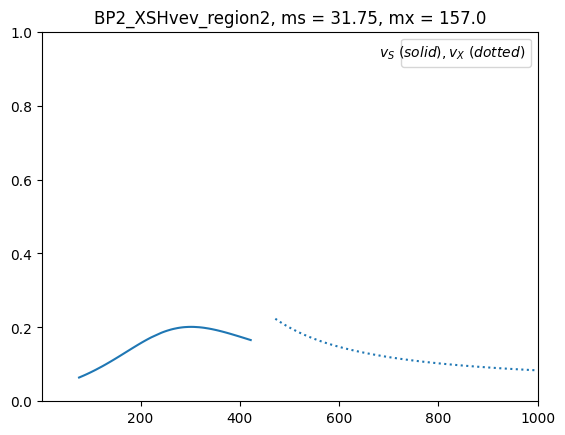 BP2_XSHvev_region2, ms = 31.75, mx = 157.0
v_S (solid), v_X (dotted)
1.0
0.8
0.6
0.4
0.2
0.0
200 400 600 800 1000